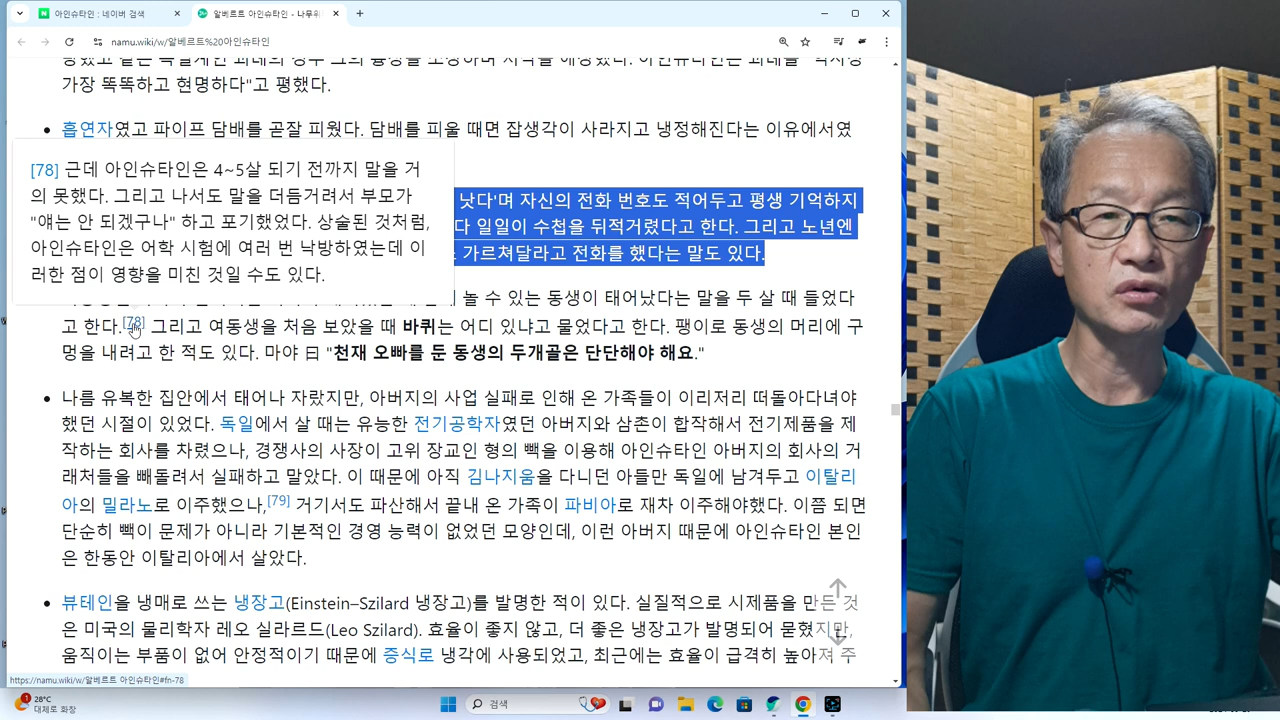 아인슈타인 : 네이버 검색
알베르트 아인슈타인 - 나무위
namu.wiki/w/알베르트%20아인슈타인
가장 똑똑하고 현명하다"고 평했다.
흡연자였고 파이프 담배를 곧잘 피웠다. 담배를 피울 때면 잡생각이 사라지고 냉정해진다는 이유에서였
[78] 근데 아인슈타인은 4~5살 되기 전까지 말을 거
의 못했다. 그리고 나서도 말을 더듬거려서 부모가
"얘는 안 되겠구나" 하고 포기했었다. 상술된 것처럼,
아인슈타인은 어학 시험에 여러 번 낙방하였는데 이
러한 점이 영향을 미친 것일 수도 있다.
낫다'며 자신의 전화 번호도 적어두고 평생 기억하지
다 일일이 수첩을 뒤적거렸다고 한다. 그리고 노년엔
가르쳐달라고 전화를 했다는 말도 있다.
놀 수 있는 동생이 태어났다는 말을 두 살 때 들었다
고 한다.[78] 그리고 여동생을 처음 보았을 때 바퀴는 어디 있냐고 물었다고 한다. 팽이로 동생의 머리에 구
멍을 내려고 한 적도 있다. 마야 曰 "천재 오빠를 둔 동생의 두개골은 단단해야 해요."
나름 유복한 집안에서 태어나 자랐지만, 아버지의 사업 실패로 인해 온 가족들이 이리저리 떠돌아다녀야
했던 시절이 있었다. 독일에서 살 때는 유능한 전기공학자였던 아버지와 삼촌이 합작해서 전기제품을 제
작하는 회사를 차렸으나, 경쟁사의 사장이 고위 장교인 형의 빽을 이용해 아인슈타인 아버지의 회사의 거
래처들을 빼돌려서 실패하고 말았다. 이 때문에 아직 김나지움을 다니던 아들만 독일에 남겨두고 이탈리
아의 밀라노로 이주했으나,[79] 거기서도 파산해서 끝내 온 가족이 파비아로 재차 이주해야했다. 이쯤 되면
단순히 빽이 문제가 아니라 기본적인 경영 능력이 없었던 모양인데, 이런 아버지 때문에 아인슈타인 본인
은 한동안 이탈리아에서 살았다.
뷰테인을 냉매로 쓰는 냉장고(Einstein–Szilard 냉장고)를 발명한 적이 있다. 실질적으로 시제품을 만든 것
은 미국의 물리학자 레오 실라르드(Leo Szilard). 효율이 좋지 않고, 더 좋은 냉장고가 발명되어 묻혔지만,
움직이는 부품이 없어 안정적이기 때문에 증식로 냉각에 사용되었고, 최근에는 효율이 급격히 높아져 주
https://namu.wiki/w/알베르트 아인슈타인#fn-78
1
28°C
대체로 화창
검색